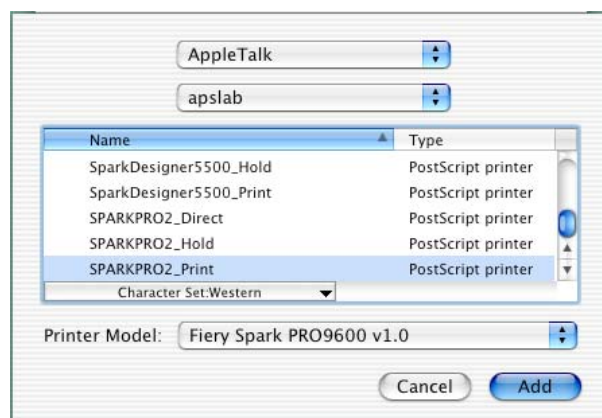 AppleTalk
apslab
Name Type
SparkDesigner5500_Hold PostScript printer
SparkDesigner5500_Print PostScript printer
SPARKPRO2_Direct PostScript printer
SPARKPRO2_Hold PostScript printer
SPARKPRO2_Print PostScript printer
Character Set:Western
Printer Model: Fiery Spark PRO9600 v1.0
Cancel Add